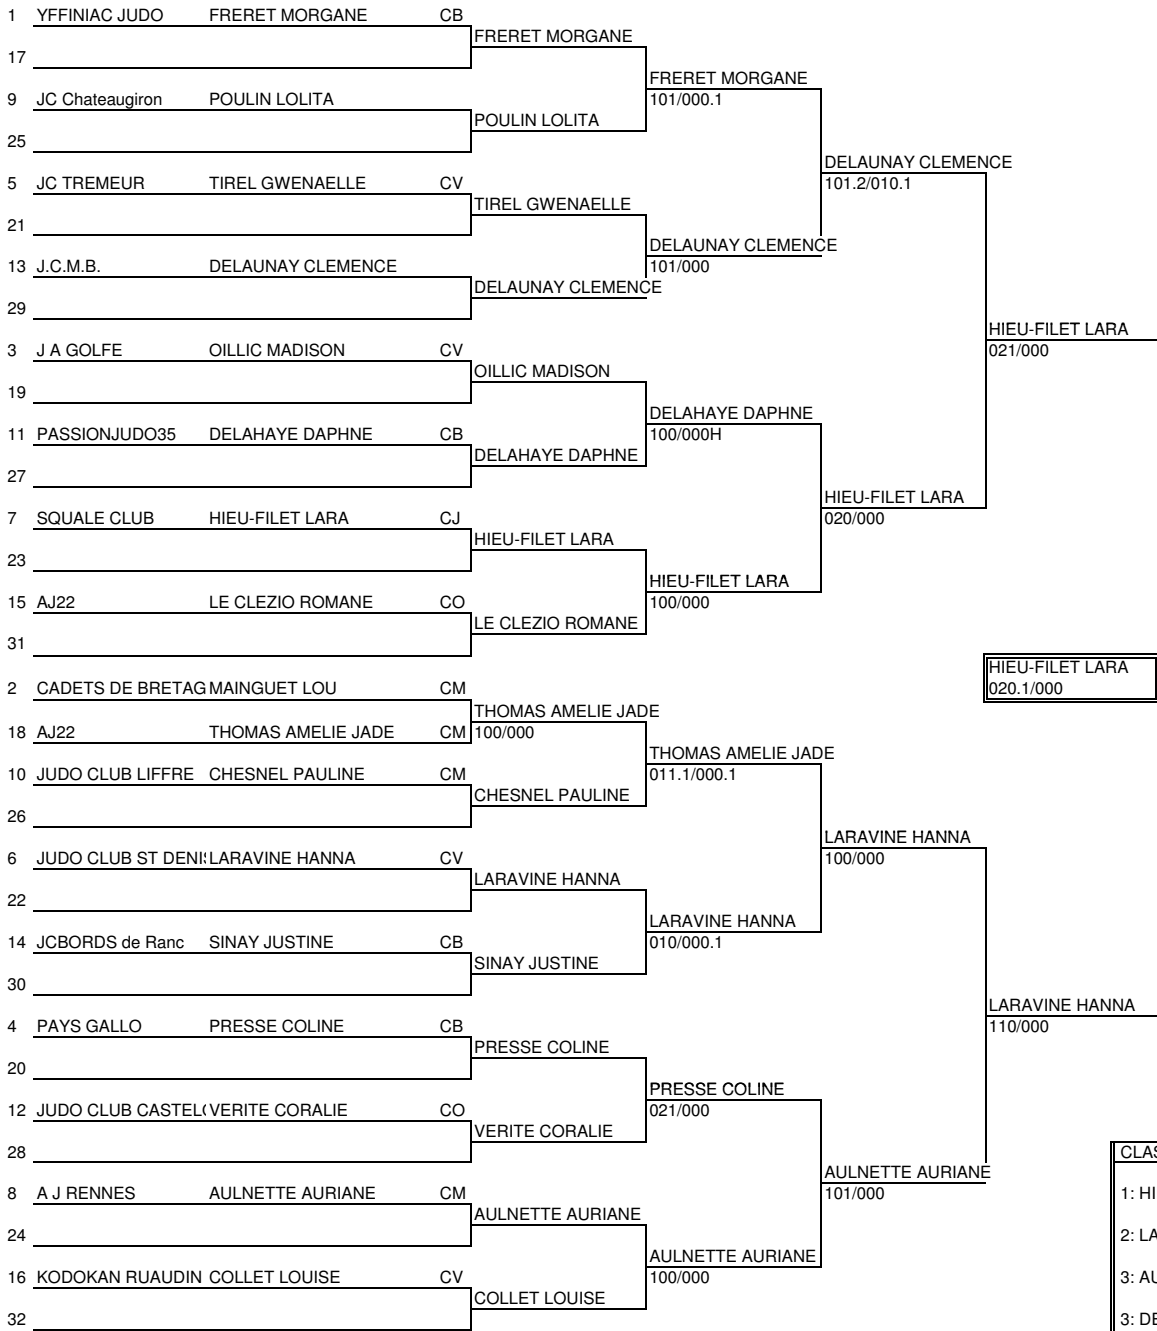 1 YFFINIAC JUDO FRERET MORGANE CB
FRERET MORGANE
17
FRERET MORGANE
101/000.1
9 JC Chateaugiron POULIN LOLITA
POULIN LOLITA
25
DELAUNAY CLEMENCE
101.2/010.1
5 JC TREMEUR TIREL GWENAELLE CV
TIREL GWENAELLE
21
DELAUNAY CLEMENCE
101/000
13 J.C.M.B. DELAUNAY CLEMENCE
DELAUNAY CLEMENCE
29
HIEU-FILET LARA
021/000
3 J A GOLFE OILLIC MADISON CV
OILLIC MADISON
19
DELAHAYE DAPHNE
100/000H
11 PASSIONJUDO35 DELAHAYE DAPHNE CB
DELAHAYE DAPHNE
27
HIEU-FILET LARA
020/000
7 SQUALE CLUB HIEU-FILET LARA CJ
HIEU-FILET LARA
23
HIEU-FILET LARA
100/000
15 AJ22 LE CLEZIO ROMANE CO
LE CLEZIO ROMANE
31
HIEU-FILET LARA
020.1/000
2 CADETS DE BRETAG MAINGUET LOU CM
THOMAS AMELIE JADE
18 AJ22 THOMAS AMELIE JADE CM 100/000
THOMAS AMELIE JADE
011.1/000.1
10 JUDO CLUB LIFFRE CHESNEL PAULINE CM
CHESNEL PAULINE
26
LARAVINE HANNA
100/000
6 JUDO CLUB ST DENI LARAVINE HANNA CV
LARAVINE HANNA
22
LARAVINE HANNA
010/000.1
14 JCBORDS de Ranc SINAY JUSTINE CB
SINAY JUSTINE
30
LARAVINE HANNA
110/000
4 PAYS GALLO PRESSE COLINE CB
PRESSE COLINE
20
PRESSE COLINE
021/000
12 JUDO CLUB CASTEL VERITE CORALIE CO
VERITE CORALIE
28
CLAS
AULNETTE AURIANE
101/000
8 A J RENNES AULNETTE AURIANE CM
1: HI
AULNETTE AURIANE
24
2: LA
AULNETTE AURIANE
100/000
16 KODOKAN RUAUDIN COLLET LOUISE CV
3: AU
COLLET LOUISE
32
3: DE